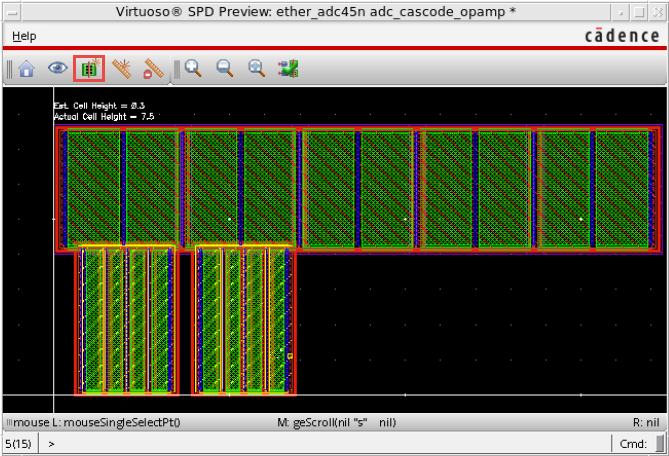 Virtuoso® SPD Preview: ether_adc45n adc_cascode_opamp *
Help
cādence
Est. Cell Height = 0.3
Actual Cell Height = 7.5
mouse L: mouseSingleSelectPt()
M: geScroll(nil "s" nil)
R: nil
5(15)
>
Cmd: